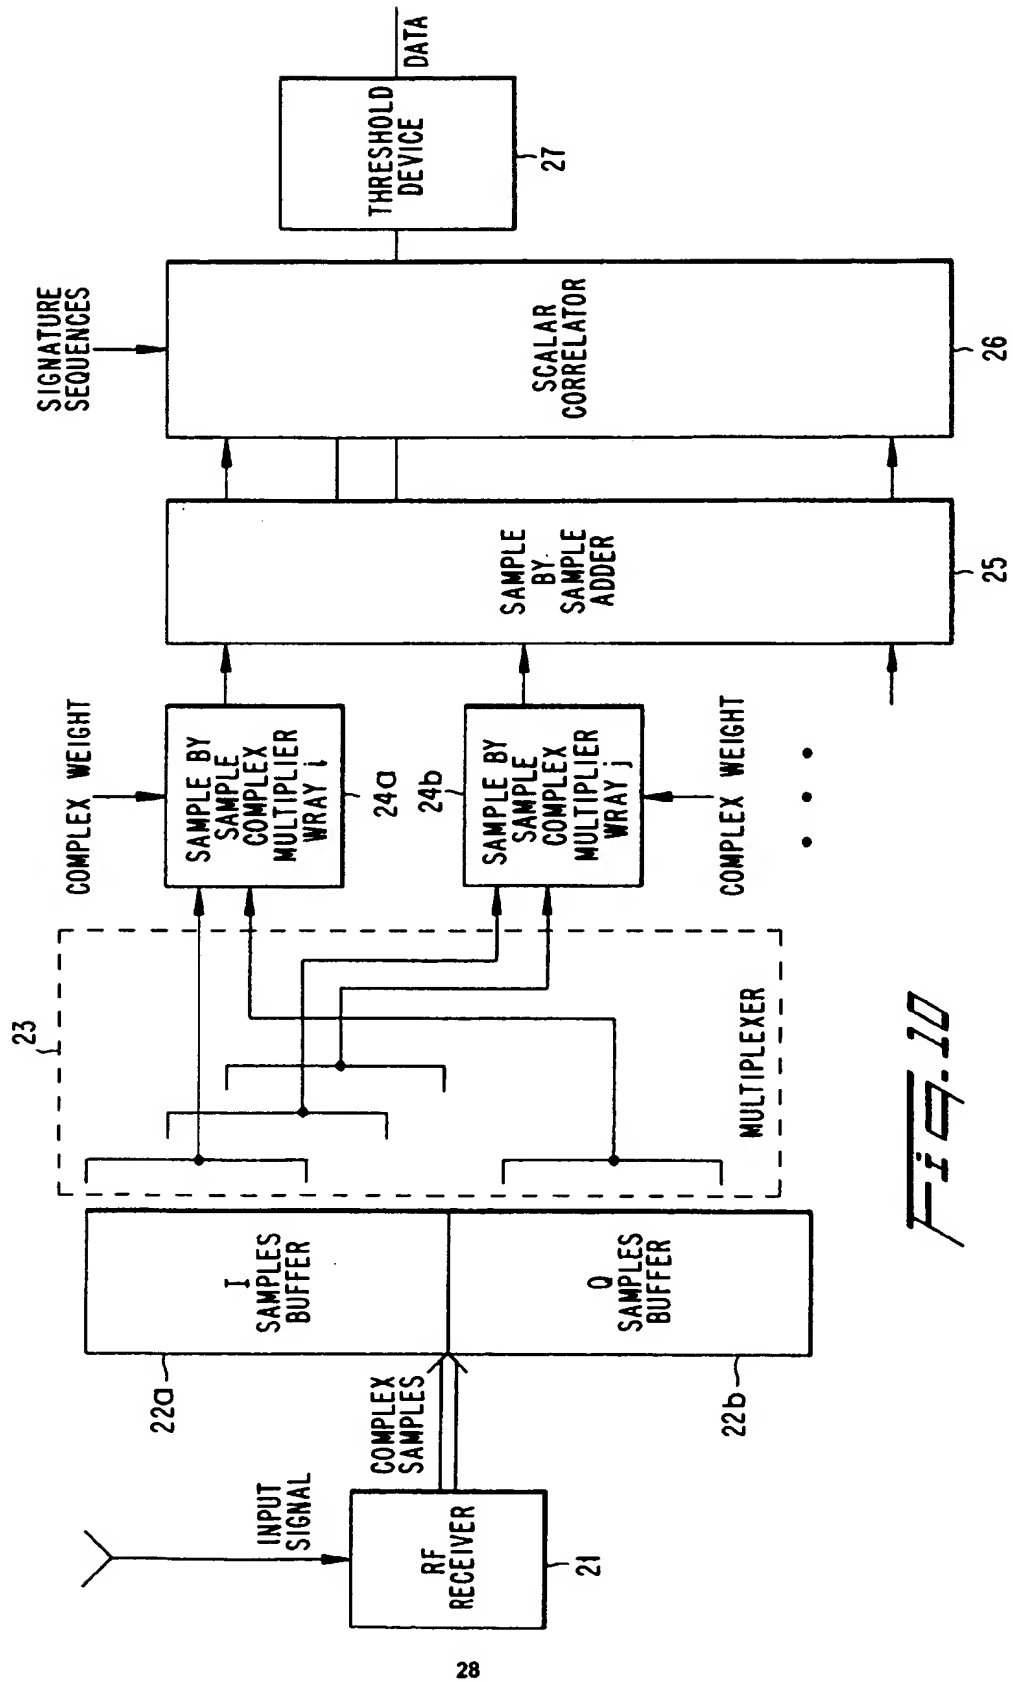 INPUT
SIGNAL
RF
RECEIVER
21
COMPLEX
SAMPLES
22a
I
SAMPLES
BUFFER
Q
SAMPLES
BUFFER
22b
23
MULTIPLEXER
COMPLEX WEIGHT
SAMPLE BY
SAMPLE
COMPLEX
MULTIPLIER
WRAY i
24a
24b
SAMPLE BY
SAMPLE
COMPLEX
MULTIPLIER
WRAY j
COMPLEX WEIGHT
SAMPLE
BY
SAMPLE
ADDER
25
SIGNATURE
SEQUENCES
SCALAR
CORRELATOR
26
THRESHOLD
DEVICE
27
DATA
Fig. 10
28